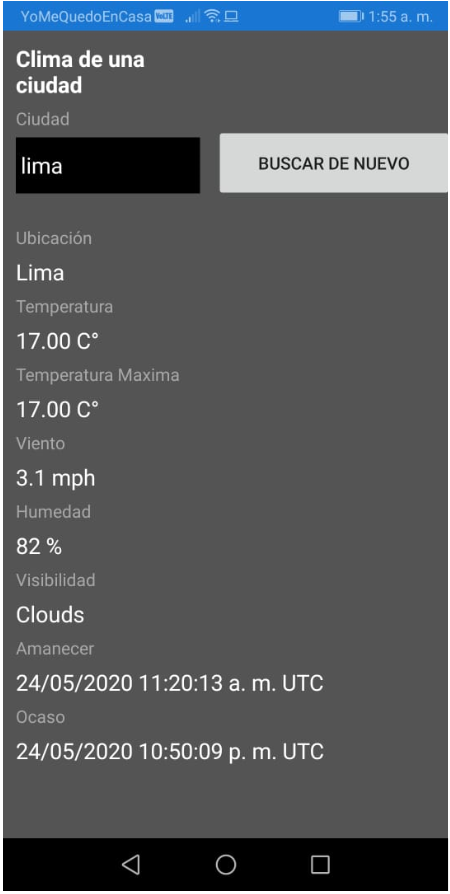 YoMeQuedoEnCasa VoLTE 1:55 a. m.
Clima de una
ciudad
Ciudad
lima
BUSCAR DE NUEVO
Ubicación
Lima
Temperatura
17.00 C°
Temperatura Maxima
17.00 C°
Viento
3.1 mph
Humedad
82 %
Visibilidad
Clouds
Amanecer
24/05/2020 11:20:13 a. m. UTC
Ocaso
24/05/2020 10:50:09 p. m. UTC